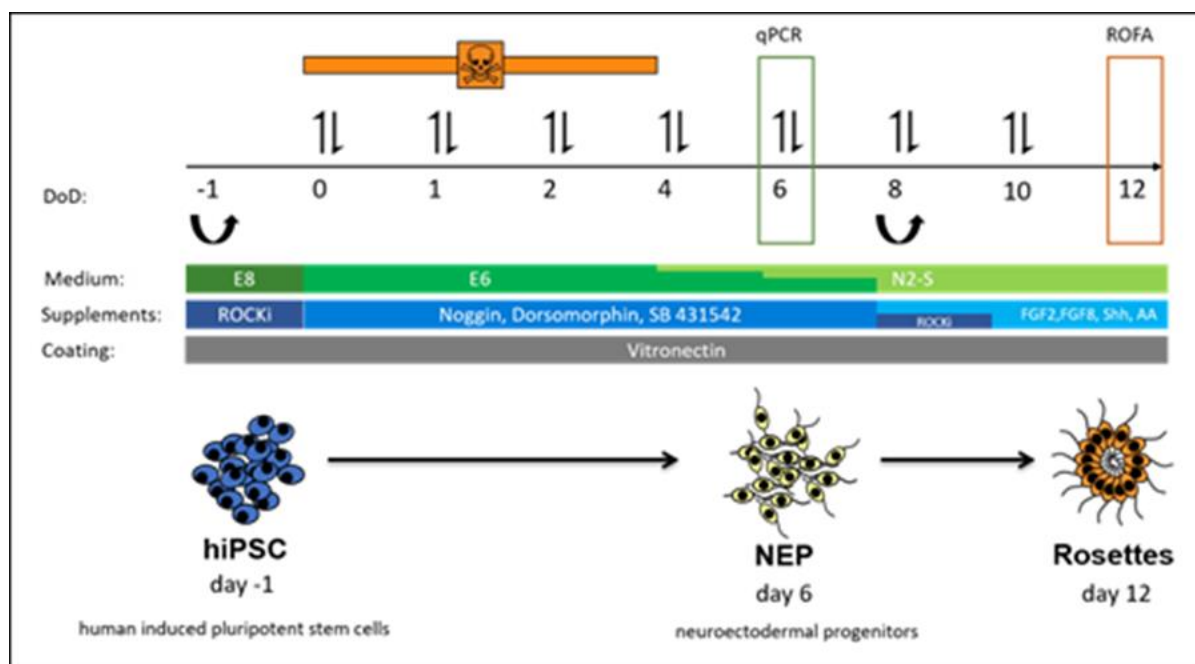 qPCR
ROFA
DoD:
-1
0
1
2
4
6
8
10
12
Medium:
E8
E6
N2-S
Supplements:
ROCKi
Noggin, Dorsomorphin, SB 431542
ROCKi
FGF2,FGF8, Shh, AA
Coating:
Vitronectin
hiPSC
day -1
human induced pluripotent stem cells
NEP
day 6
neuroectodermal progenitors
Rosettes
day 12